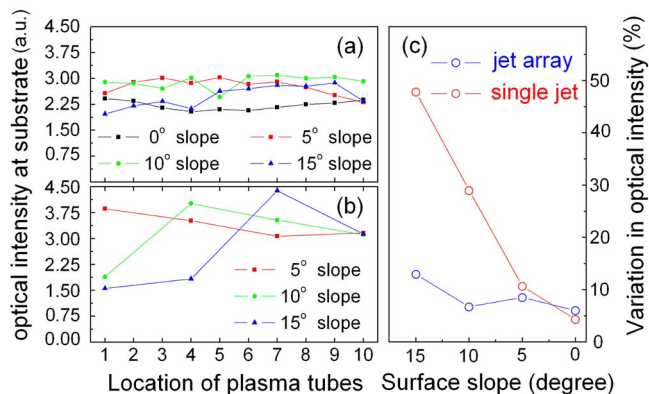 optical intensity at substrate (a.u.)
4.50
3.75
3.00
2.25
1.50
0.75
(a)
0° slope
5° slope
10° slope
15° slope
4.50
3.75
3.00
2.25
1.50
0.75
0.00
(b)
5° slope
10° slope
15° slope
1 2 3 4 5 6 7 8 9 10
Location of plasma tubes
(c)
jet array
single jet
50
30
20
10
0
15 10 5 0
Surface slope (degree)
Variation in optical intensity (%)